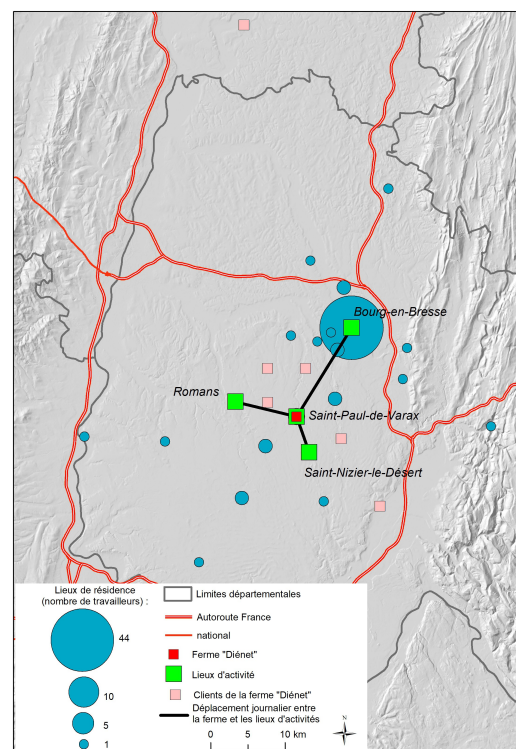 Bourg-en-Bresse
Romans
Saint-Paul-de-Varax
Saint-Nizier-le-Désert
Lieux de résidence
(nombre de travailleurs) :
44
10
5
1
Limites départementales
Autoroute France
national
Ferme "Diénet"
Lieux d'activité
Clients de la ferme "Diénet"
Déplacement journalier entre
la ferme et les lieux d'activités
N
0 5 10 km